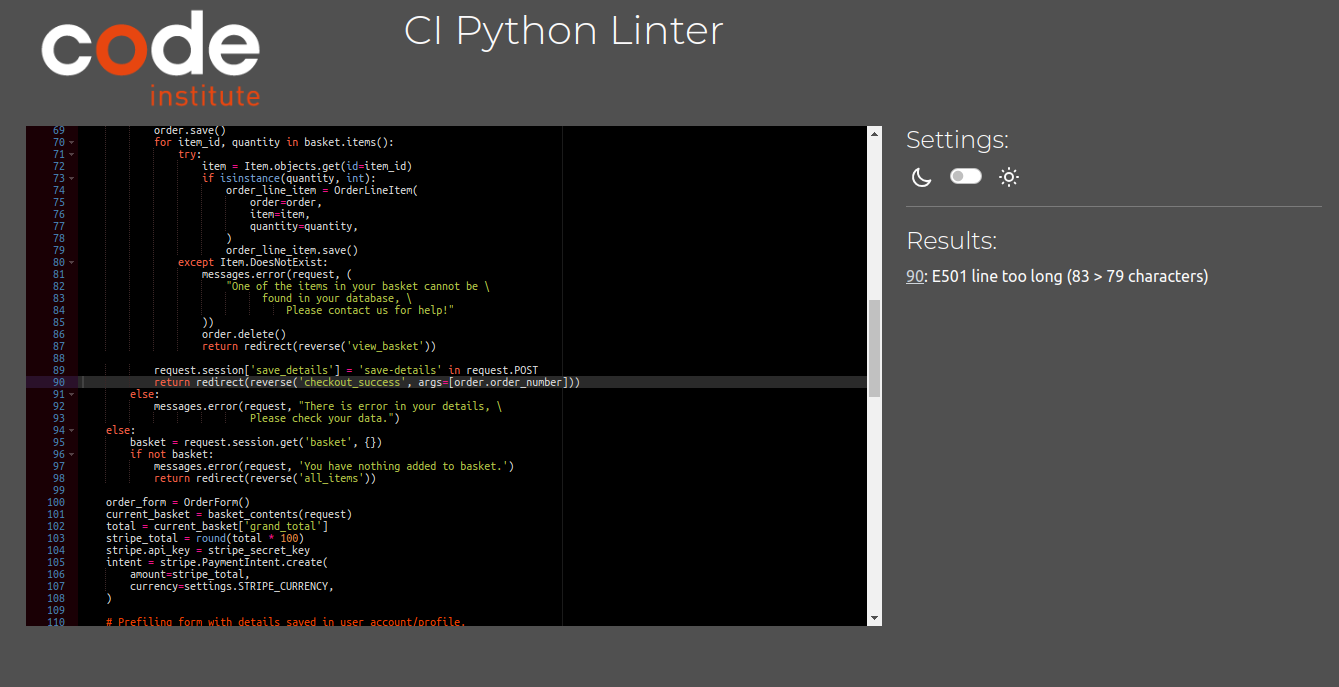 code
institute
CI Python Linter
69 order.save()
70 for item_id, quantity in basket.items():
71 try:
72 item = Item.objects.get(id=item_id)
73 if isinstance(quantity, int):
74 order_line_item = OrderLineItem(
75 order=order,
76 item=item,
77 quantity=quantity,
78 )
79 order_line_item.save()
80 except Item.DoesNotExist:
81 messages.error(request, (
82 "One of the items in your basket cannot be \
83 found in your database, \
84 Please contact us for help!"
85 ))
86 order.delete()
87 return redirect(reverse('view_basket'))
88
89 request.session['save_details'] = 'save-details' in request.POST
90 return redirect(reverse('checkout_success', args=[order.order_number]))
91 else:
92 messages.error(request, "There is error in your details, \
93 Please check your data.")
94 else:
95 basket = request.session.get('basket', {})
96 if not basket:
97 messages.error(request, 'You have nothing added to basket.')
98 return redirect(reverse('all_items'))
99
100 order_form = OrderForm()
101 current_basket = basket_contents(request)
102 total = current_basket['grand_total']
103 stripe_total = round(total * 100)
104 stripe.api_key = stripe_secret_key
105 intent = stripe.PaymentIntent.create(
106 amount=stripe_total,
107 currency=settings.STRIPE_CURRENCY,
108 )
109
110 # Prefiling form with details saved in user account/profile.
Settings:
Results:
90: E501 line too long (83 > 79 characters)